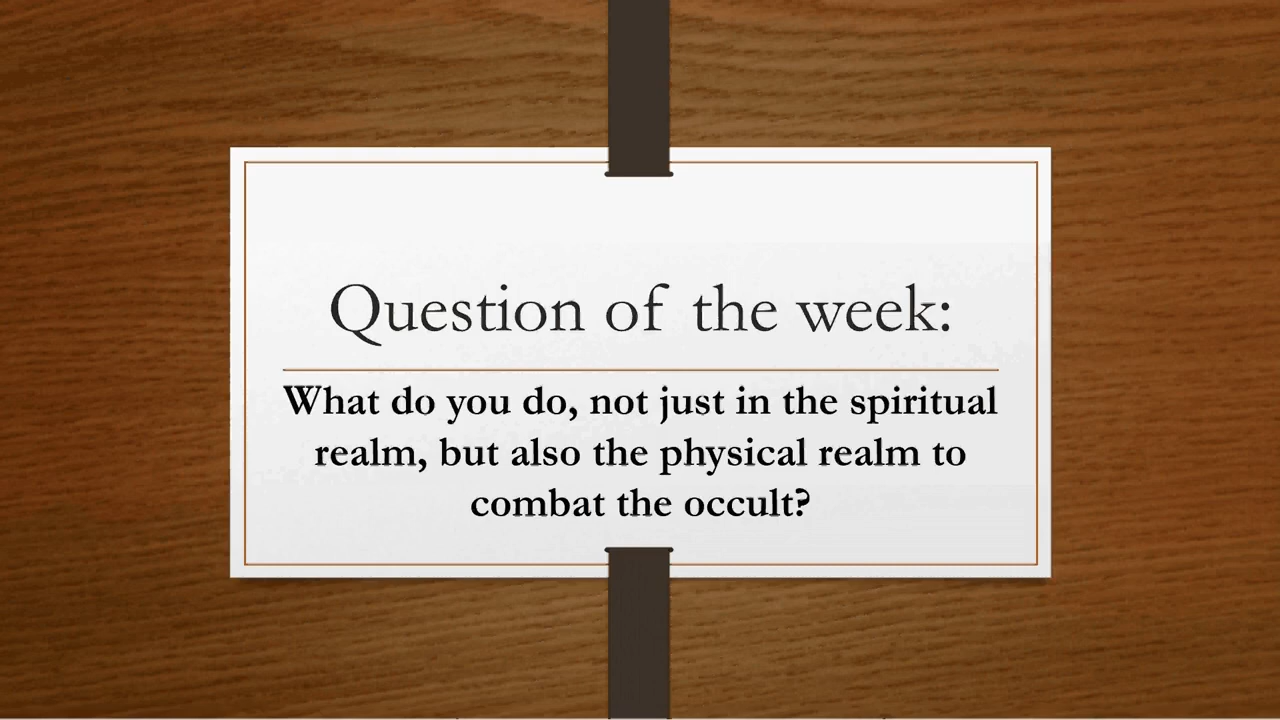 Question of the week:
What do you do, not just in the spiritual
realm, but also the physical realm to
combat the occult?